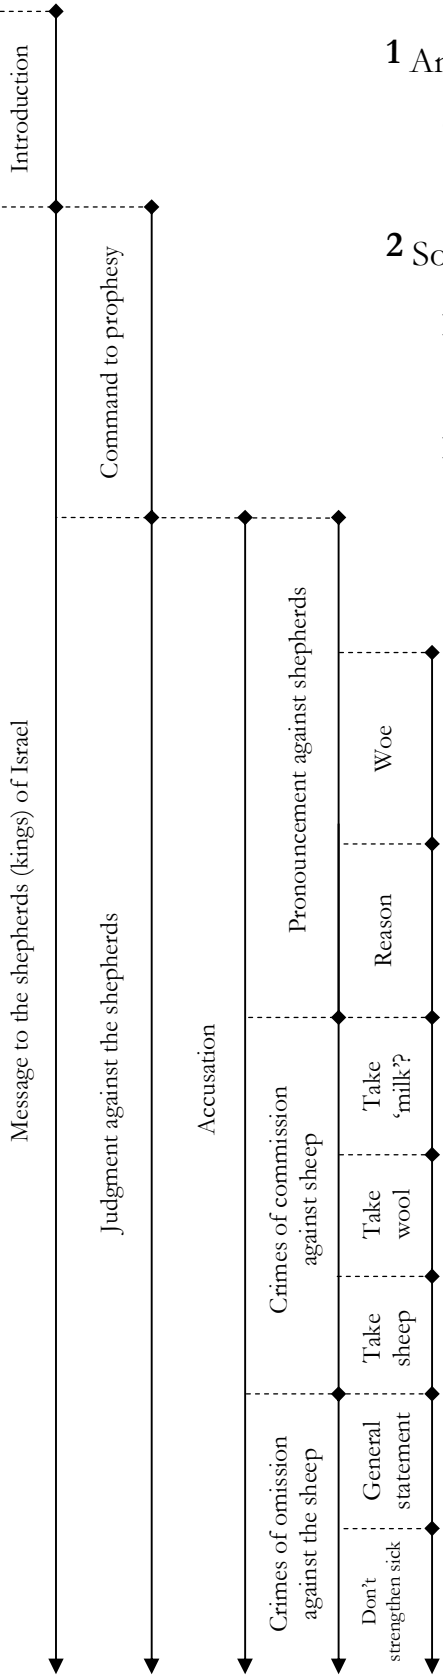 Introduction
Message to the shepherds (kings) of Israel
Command to prophesy
Judgment against the shepherds
Accusation
Pronouncement against shepherds
Crimes of commission
against sheep
Crimes of omission
against the sheep
Woe
Reason
Take
‘milk’?
Take
wool
Take
sheep
General
statement
Don’t
strengthen sick
1
2 So